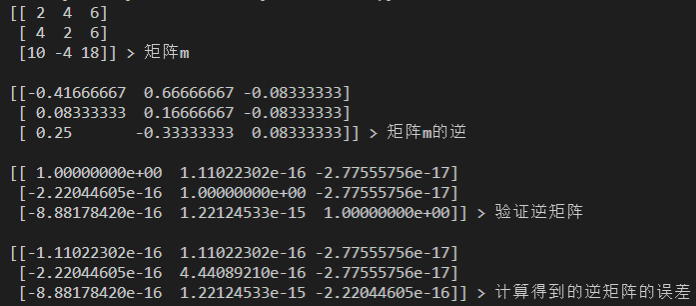 [[ 2  4  6]
 [ 4  2  6]
 [10 -4 18]] > 矩阵m
[[-0.41666667  0.66666667 -0.08333333]
 [ 0.08333333  0.16666667 -0.08333333]
 [ 0.25       -0.33333333  0.08333333]] > 矩阵m的逆
[[ 1.00000000e+00  1.11022302e-16 -2.77555756e-17]
 [-2.22044605e-16  1.00000000e+00 -2.77555756e-17]
 [-8.88178420e-16  1.22124533e-15  1.00000000e+00]] > 验证逆矩阵
[[-1.11022302e-16  1.11022302e-16 -2.77555756e-17]
 [-2.22044605e-16  4.44089210e-16 -2.77555756e-17]
 [-8.88178420e-16  1.22124533e-15 -2.22044605e-16]] > 计算得到的逆矩阵的误差